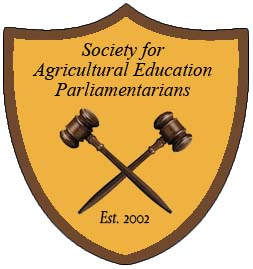 Society for
Agricultural Education
Parliamentarians
Est. 2002